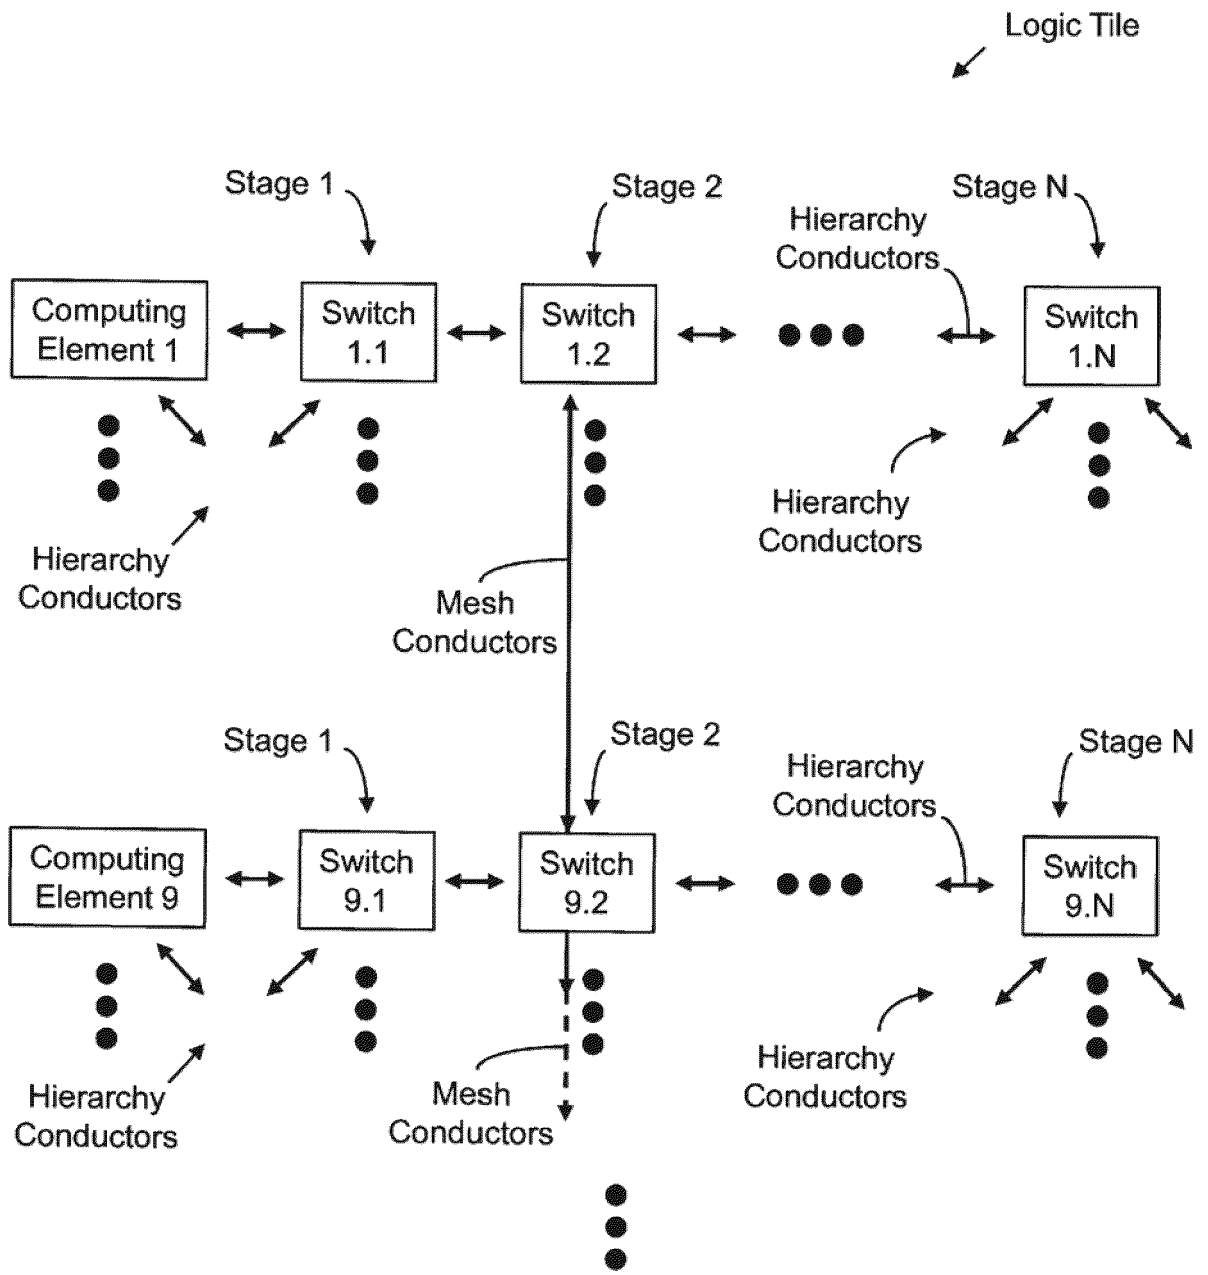 Logic Tile
Stage 1
Stage 2
Stage N
Hierarchy
Conductors
Computing
Element 1
Switch
1.1
Switch
1.2
Switch
1.N
Hierarchy
Conductors
Hierarchy
Conductors
Mesh
Conductors
Stage 1
Stage 2
Stage N
Hierarchy
Conductors
Computing
Element 9
Switch
9.1
Switch
9.2
Switch
9.N
Hierarchy
Conductors
Mesh
Conductors
Hierarchy
Conductors